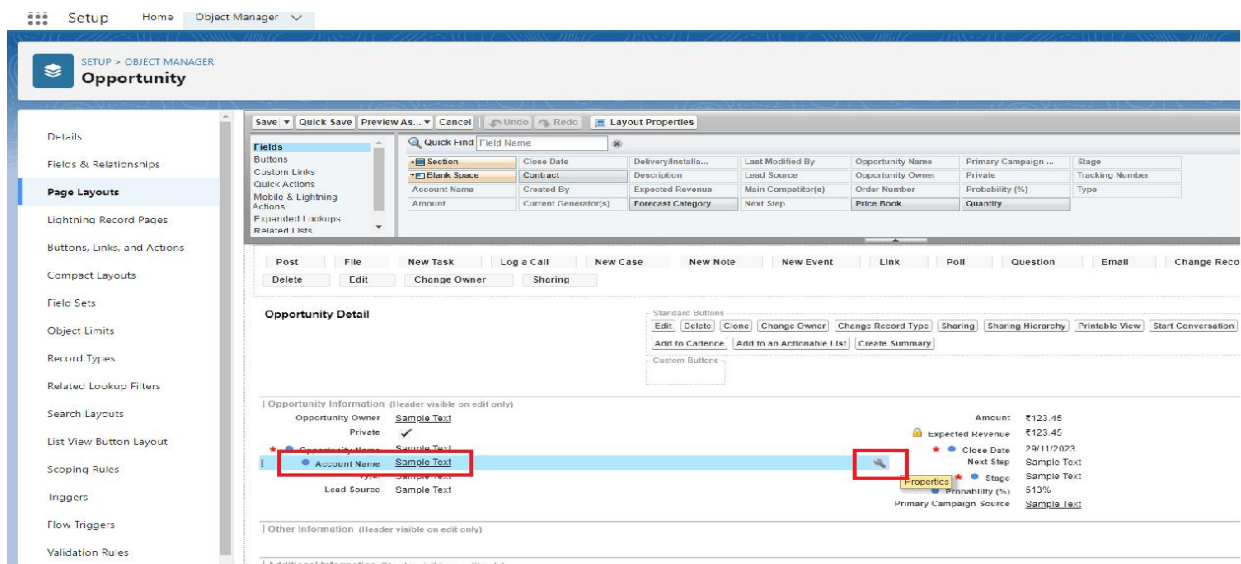 Setup Home Object Manager
SETUP > OBJECT MANAGER
Opportunity
Details
Fields & Relationships
Page Layouts
Lightning Record Pages
Buttons, Links, and Actions
Compact Layouts
Field Sets
Object Limits
Record Types
Related Lookup Filters
Search Layouts
List View Button Layout
Scoping Rules
Triggers
Flow Triggers
Validation Rules
Save Quick Save Preview As... Cancel Undo Redo Layout Properties
Fields
Buttons
Custom Links
Quick Actions
Mobile & Lightning
Actions
Expanded Lookups
Related Lists
Quick Find Field Name
Section Close Date Delivery/Installa... Last Modified By Opportunity Name Primary Campaign ... Stage
Blank Space Contract Description Lead Source Opportunity Owner Private Tracking Number
Account Name Created By Expected Revenue Main Competitor(s) Order Number Probability (%) Type
Amount Current Generator(s) Forecast Category Next Step Price Book Quantity
Post File New Task Log a Call New Case New Note New Event Link Poll Question Email Change Reco
Delete Edit Change Owner Sharing
Opportunity Detail
Standard Buttons
Edit Delete Clone Change Owner Change Record Type Sharing Sharing Hierarchy Printable View Start Conversation
Add to Cadence Add to an Actionable List Create Summary
Custom Buttons
Opportunity Information (Header visible on edit only)
Opportunity Owner Sample Text
Private
Opportunity Name Sample Text
Account Name Sample Text
Type Sample Text
Lead Source Sample Text
Amount ₹123.45
Expected Revenue ₹123.45
Close Date 29/11/2023
Next Step Sample Text
Properties
Stage Sample Text
Probability (%) 513%
Primary Campaign Source Sample Text
Other Information (Header visible on edit only)